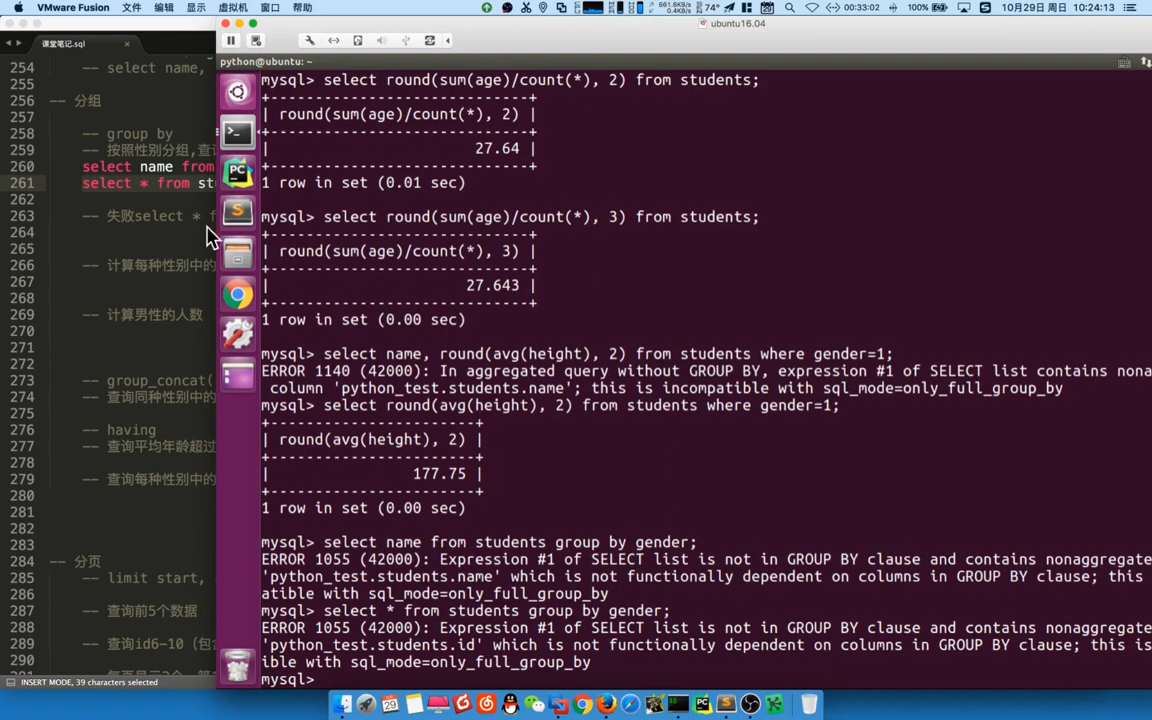 VMware Fusion 文件 编辑 显示 虚拟机 窗口 帮助 661.6KB/s 0.4KB/s 74° 00:33:02 100% 10月29日 周日 10:24:13
课堂笔记.sql
ubuntu16.04
python@ubuntu: ~
254 -- select name,
255
256 -- 分组
257
258 -- group by
259 -- 按照性别分组,查
260 select name from
261 select * from st
262
263 -- 失败select * f
264
265
266 -- 计算每种性别中的
267
268
269 -- 计算男性的人数
270
271
272
273 -- group_concat(
274 -- 查询同种性别中的
275
276 -- having
277 -- 查询平均年龄超过
278
279 -- 查询每种性别中的
280
281
282
283
284 -- 分页
285 -- limit start,
286
287 -- 查询前5个数据
288
289 -- 查询id6-10（包含
290
INSERT MODE, 39 characters selected
mysql> select round(sum(age)/count(*), 2) from students;
+-----------------------------+
| round(sum(age)/count(*), 2) |
+-----------------------------+
| 27.64 |
+-----------------------------+
1 row in set (0.01 sec)
mysql> select round(sum(age)/count(*), 3) from students;
+-----------------------------+
| round(sum(age)/count(*), 3) |
+-----------------------------+
| 27.643 |
+-----------------------------+
1 row in set (0.00 sec)
mysql> select name, round(avg(height), 2) from students where gender=1;
ERROR 1140 (42000): In aggregated query without GROUP BY, expression #1 of SELECT list contains nona
column 'python_test.students.name'; this is incompatible with sql_mode=only_full_group_by
mysql> select round(avg(height), 2) from students where gender=1;
+-----------------------+
| round(avg(height), 2) |
+-----------------------+
| 177.75 |
+-----------------------+
1 row in set (0.00 sec)
mysql> select name from students group by gender;
ERROR 1055 (42000): Expression #1 of SELECT list is not in GROUP BY clause and contains nonaggregate
'python_test.students.name' which is not functionally dependent on columns in GROUP BY clause; this
atible with sql_mode=only_full_group_by
mysql> select * from students group by gender;
ERROR 1055 (42000): Expression #1 of SELECT list is not in GROUP BY clause and contains nonaggregate
'python_test.students.id' which is not functionally dependent on columns in GROUP BY clause; this is
ible with sql_mode=only_full_group_by
mysql>